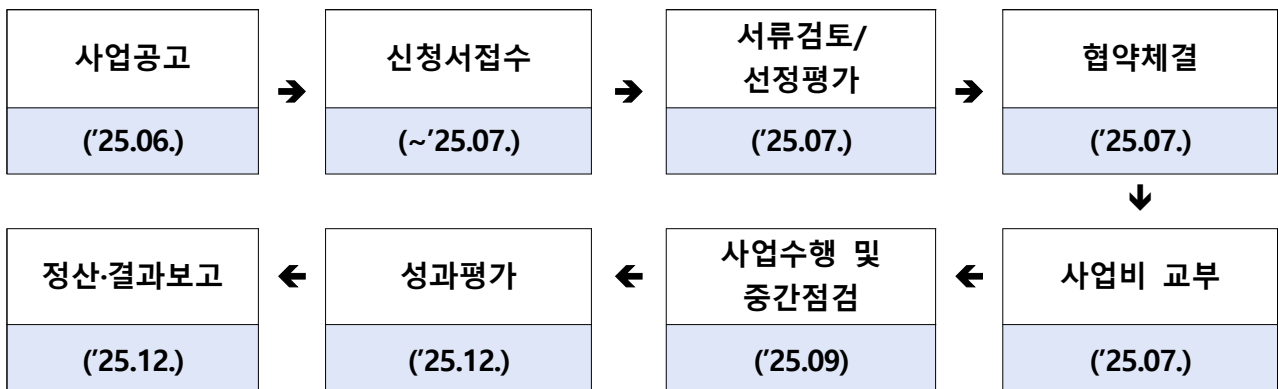 사업공고
('25.06.)
신청서접수
(~'25.07.)
서류검토/
선정평가
('25.07.)
협약체결
('25.07.)
사업비 교부
('25.07.)
사업수행 및
중간점검
('25.09)
성과평가
('25.12.)
정산·결과보고
('25.12.)